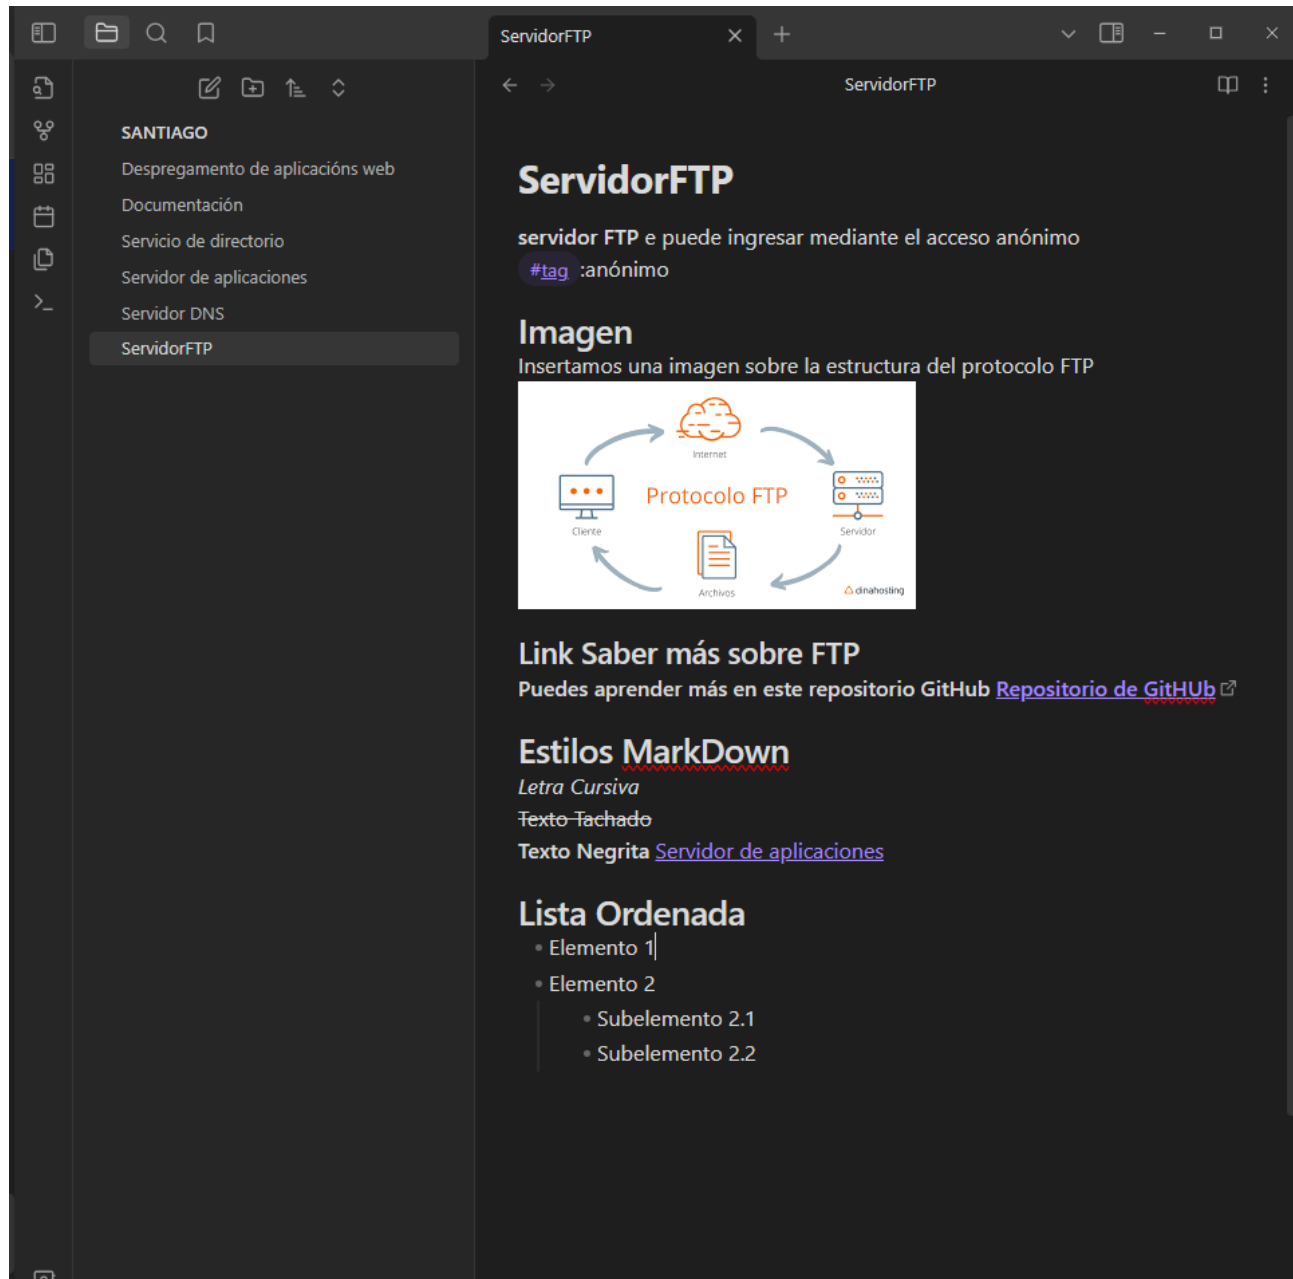 ServidorFTP
ServidorFTP
SANTIAGO
Despregamento de aplicacións web
Documentación
Servicio de directorio
Servidor de aplicaciones
Servidor DNS
ServidorFTP
ServidorFTP
servidor FTP e puede ingresar mediante el acceso anónimo
#tag :anónimo
Imagen
Insertamos una imagen sobre la estructura del protocolo FTP
Internet
Protocolo FTP
Cliente
Servidor
Archivos
dinahosting
Link Saber más sobre FTP
Puedes aprender más en este repositorio GitHub Repositorio de GitHUb
Estilos MarkDown
Letra Cursiva
Texto Tachado
Texto Negrita Servidor de aplicaciones
Lista Ordenada
Elemento 1
Elemento 2
Subelemento 2.1
Subelemento 2.2